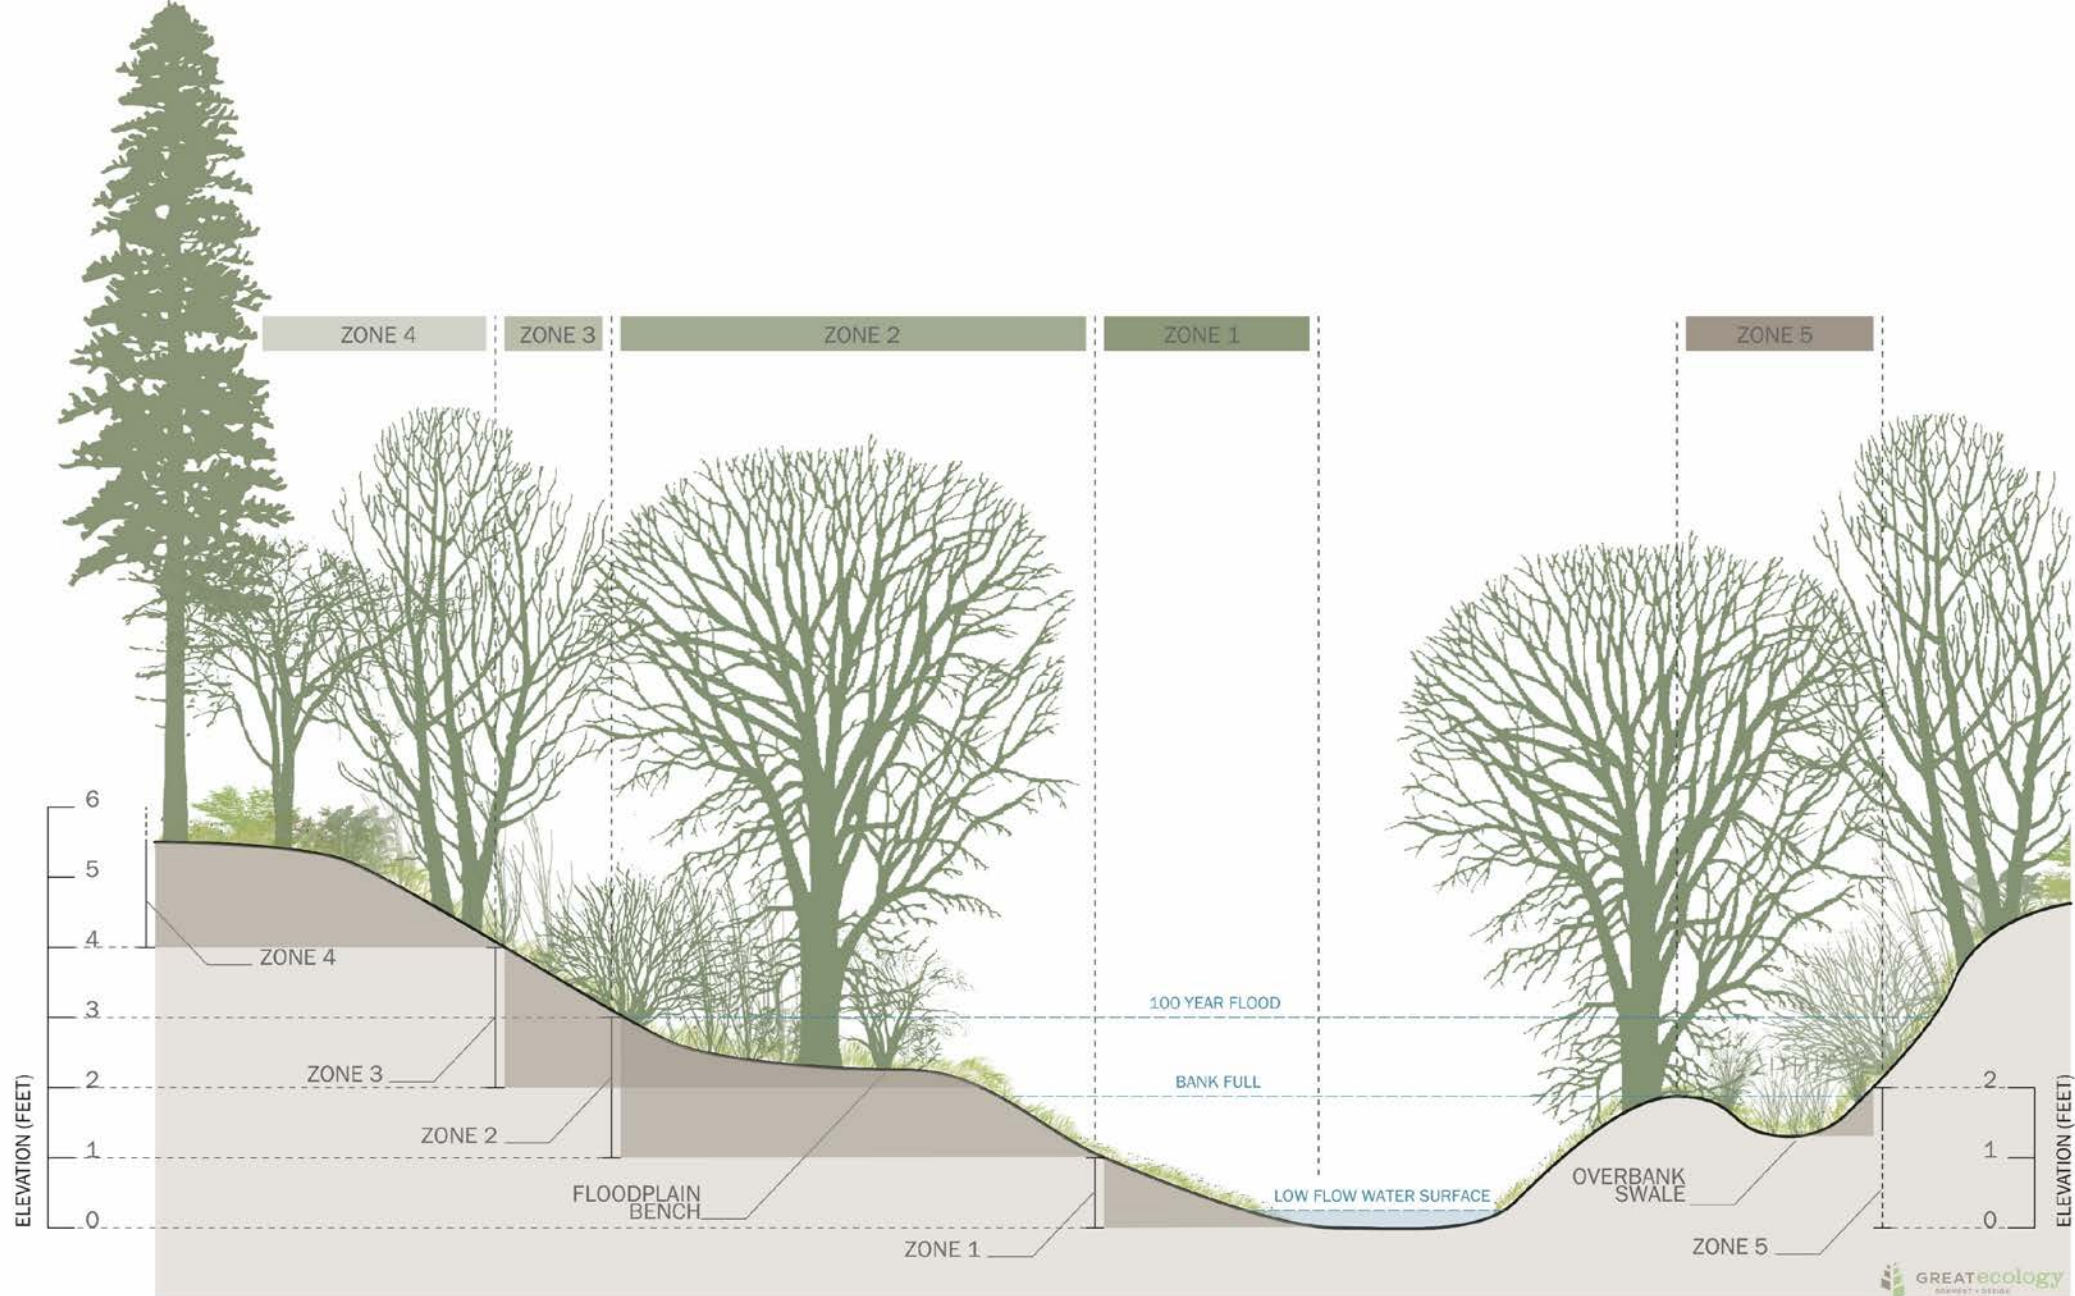 ZONE 4
ZONE 3
ZONE 2
ZONE 1
ZONE 5
6
5
4
3
2
1
0
ELEVATION (FEET)
ZONE 4
ZONE 3
ZONE 2
FLOODPLAIN
BENCH
ZONE 1
100 YEAR FLOOD
BANK FULL
LOW FLOW WATER SURFACE
OVERBANK
SWALE
ZONE 5
2
1
0
ELEVATION (FEET)
GREATecology